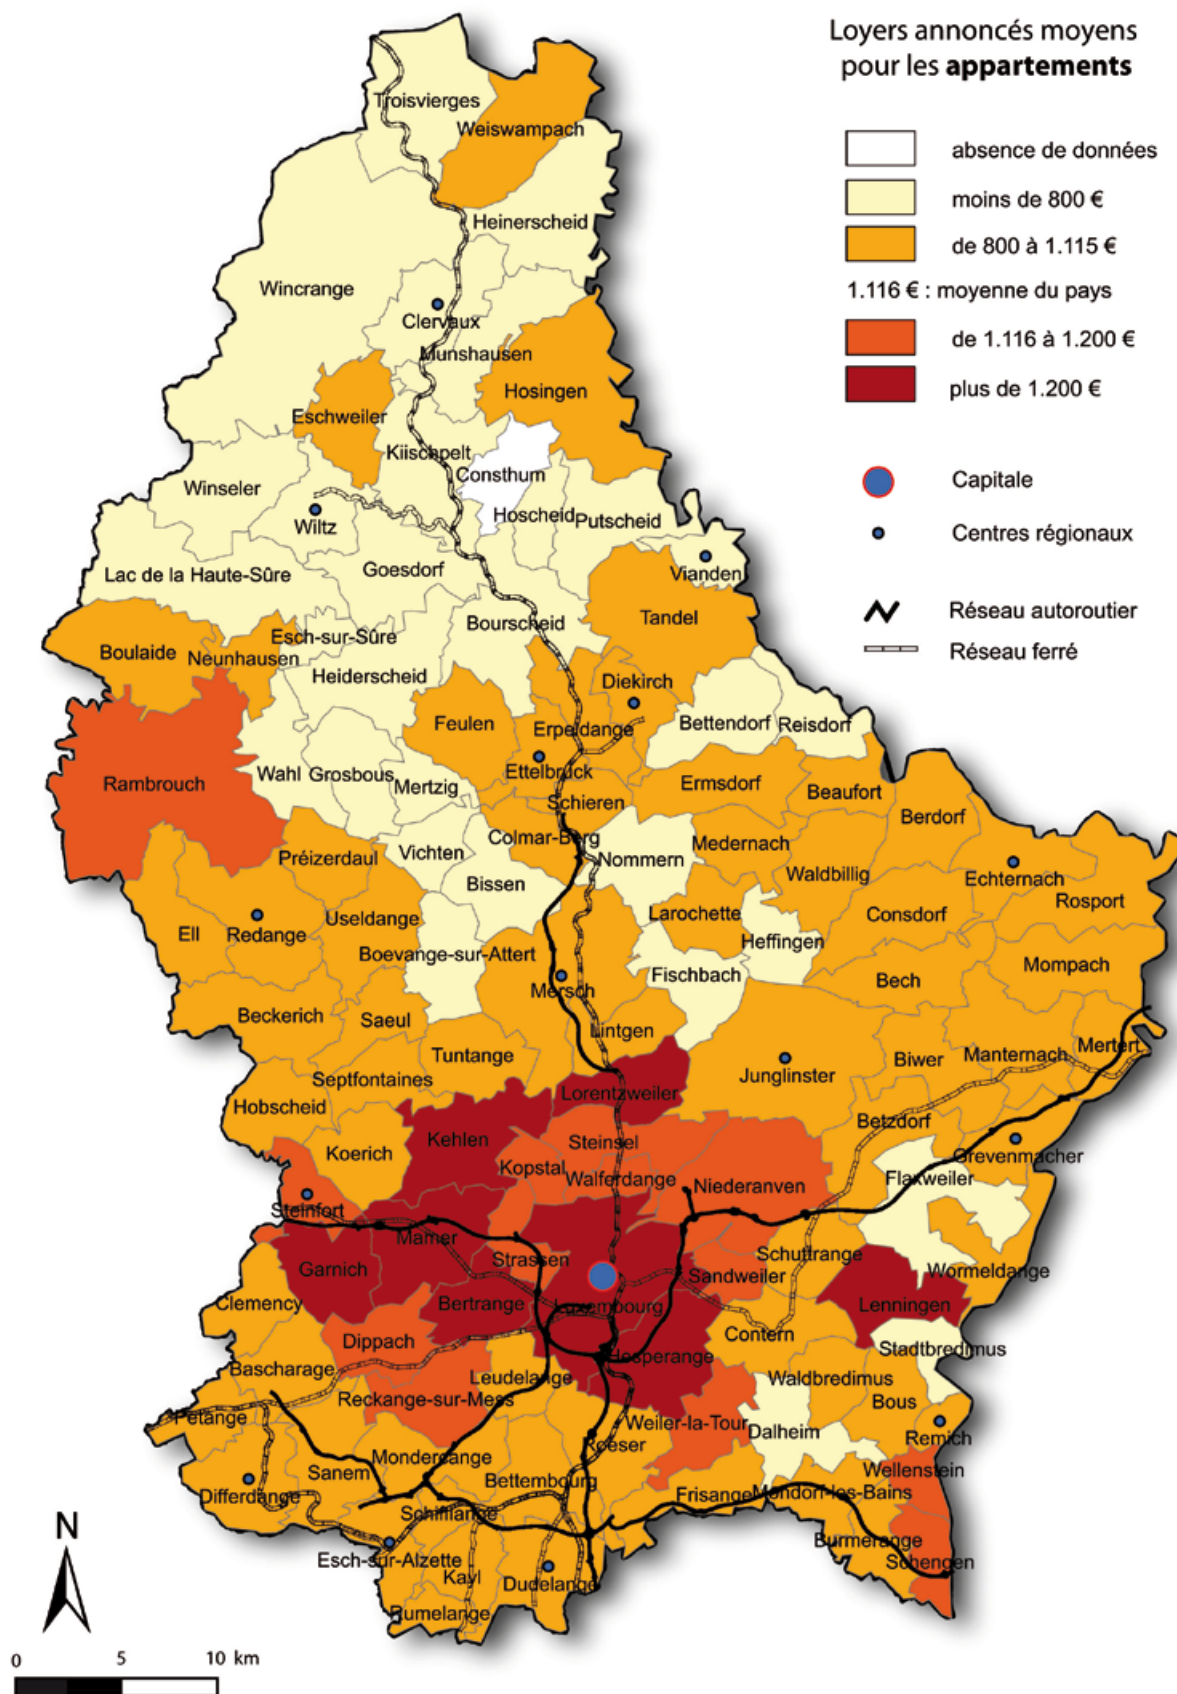 Loyers annoncés moyens
pour les appartements
absence de données
moins de 800 €
de 800 à 1.115 €
1.116 € : moyenne du pays
de 1.116 à 1.200 €
plus de 1.200 €
Capitale
Centres régionaux
Réseau autoroutier
Réseau ferré
Troisvierges
Weiswampach
Heinerscheid
Wincrange
Clervaux
Munshausen
Hosingen
Eschweiler
Kiischpelt
Consthum
Winseler
Wiltz
Hoscheid
Putscheid
Vianden
Lac de la Haute-Sûre
Goesdorf
Tandel
Bourscheid
Esch-sur-Sûre
Boulaide
Neunhausen
Heiderscheid
Diekirch
Feulen
Erpeldange
Bettendorf
Reisdorf
Rambrouch
Wahl
Grosbous
Mertzig
Ettelbruck
Ermsdorf
Beaufort
Schieren
Berdorf
Colmar-Berg
Medernach
Préizerdaul
Vichten
Nommern
Waldbillig
Echternach
Bissen
Rosport
Useldange
Larochette
Consdorf
Ell
Redange
Heffingen
Boevange-sur-Attert
Mompach
Fischbach
Bech
Mersch
Beckerich
Saeul
Lintgen
Tuntange
Mertert
Manternach
Biwer
Junglinster
Septfontaines
Lorentzweiler
Hobscheid
Betzdorf
Kehlen
Steinsel
Koerich
Grevenmacher
Kopstal
Walferdange
Flaxweiler
Niederanven
Steinfort
Mamer
Schuttrange
Strassen
Garnich
Sandweiler
Wormeldange
Clemency
Bertrange
Luxembourg
Lenningen
Contern
Dippach
Stadtbredimus
Hesperange
Bascharage
Leudelange
Waldbredimus
Reckange-sur-Mess
Bous
Pétange
Weiler-la-Tour
Dalheim
Remich
Roeser
Mondercange
Sanem
Wellenstein
Bettembourg
Differdange
Frisange
Mondorf-les-Bains
Schifflange
Burmerange
Esch-sur-Alzette
Schengen
Kayl
Dudelange
Rumelange
N
0 5 10 km